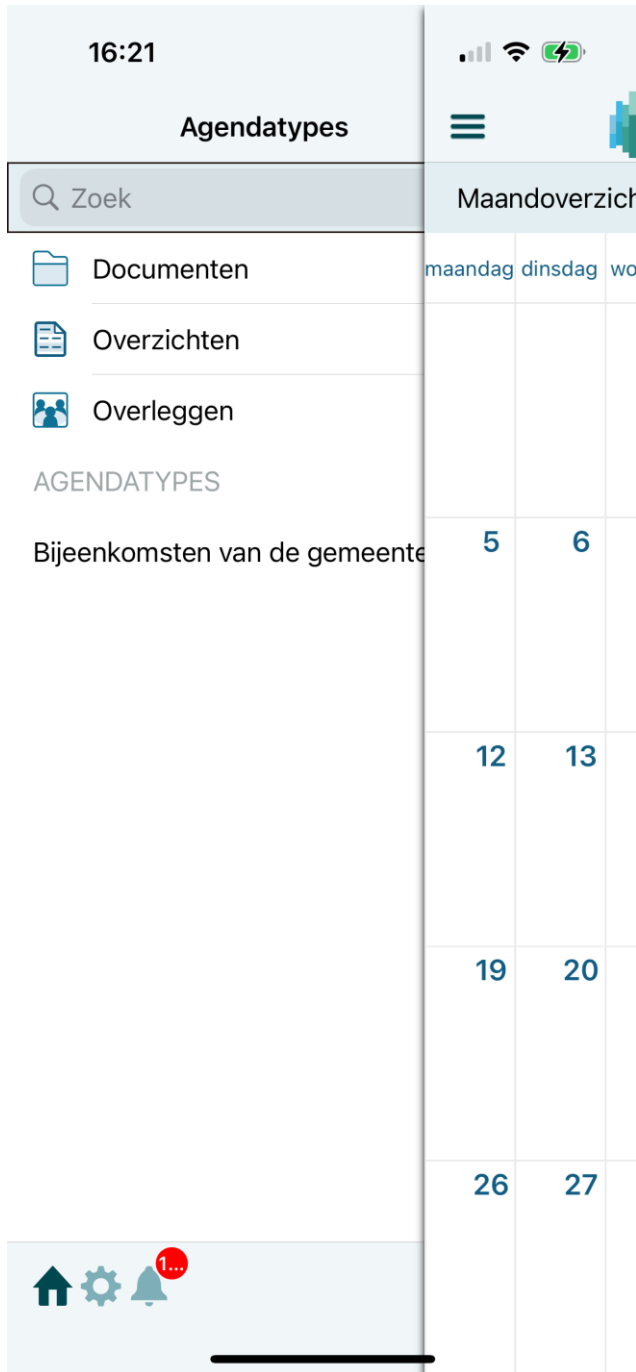 16:21
Agendatypes
Zoek
Documenten
Overzichten
Overleggen
AGENDATYPES
Bijeenkomsten van de gemeente
1...
Maandoverzich
maandag dinsdag wo
5 6
12 13
19 20
26 27